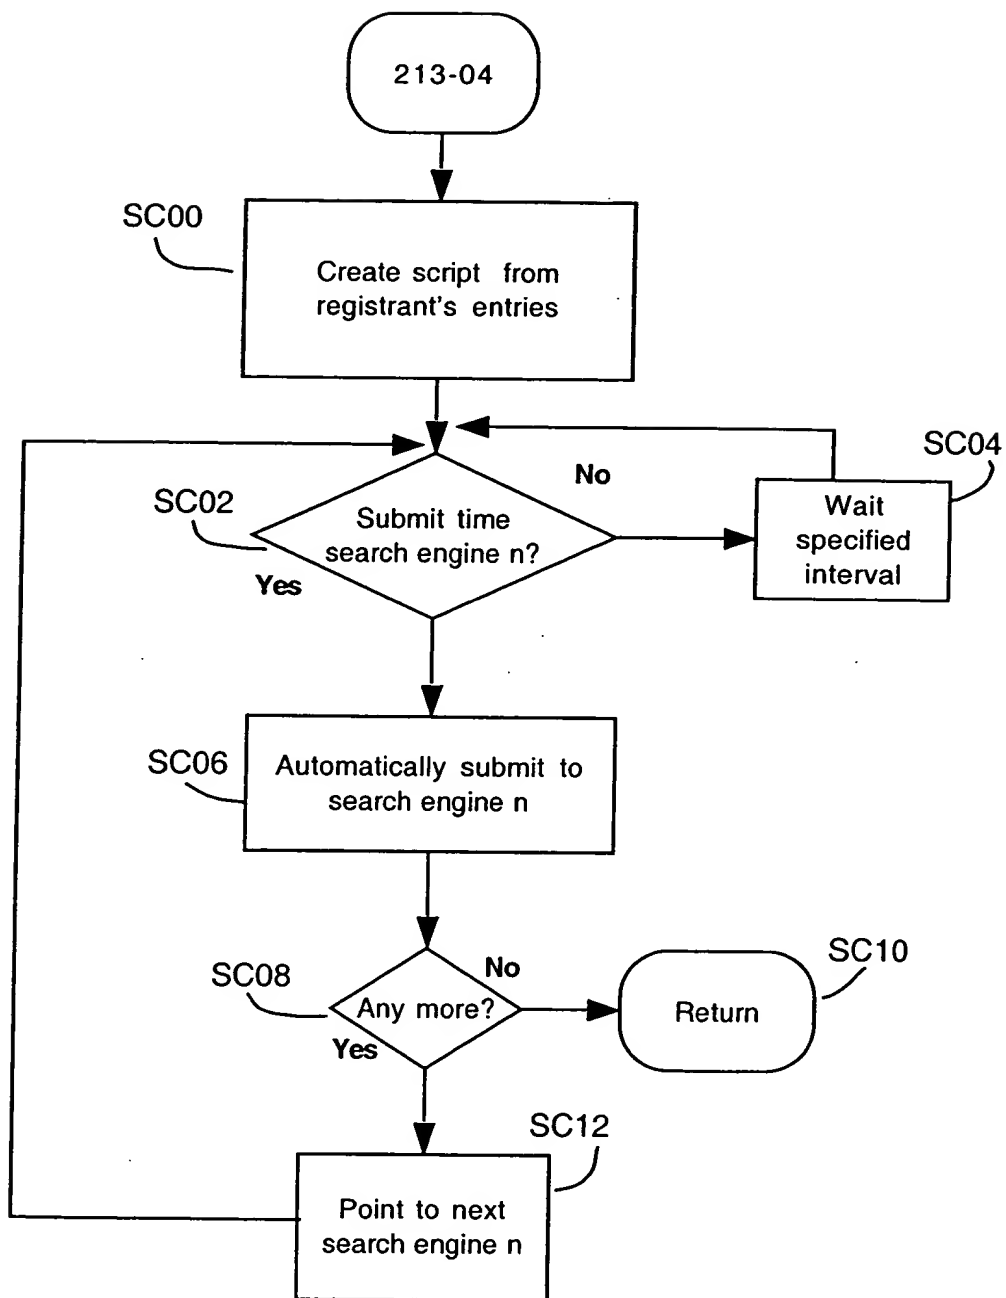 213-04
SC00
Create script from
registrant's entries
SC04
No
SC02
Submit time
search engine n?
Wait
specified
interval
Yes
SC06
Automatically submit to
search engine n
SC08
No
SC10
Any more?
Return
Yes
SC12
Point to next
search engine n